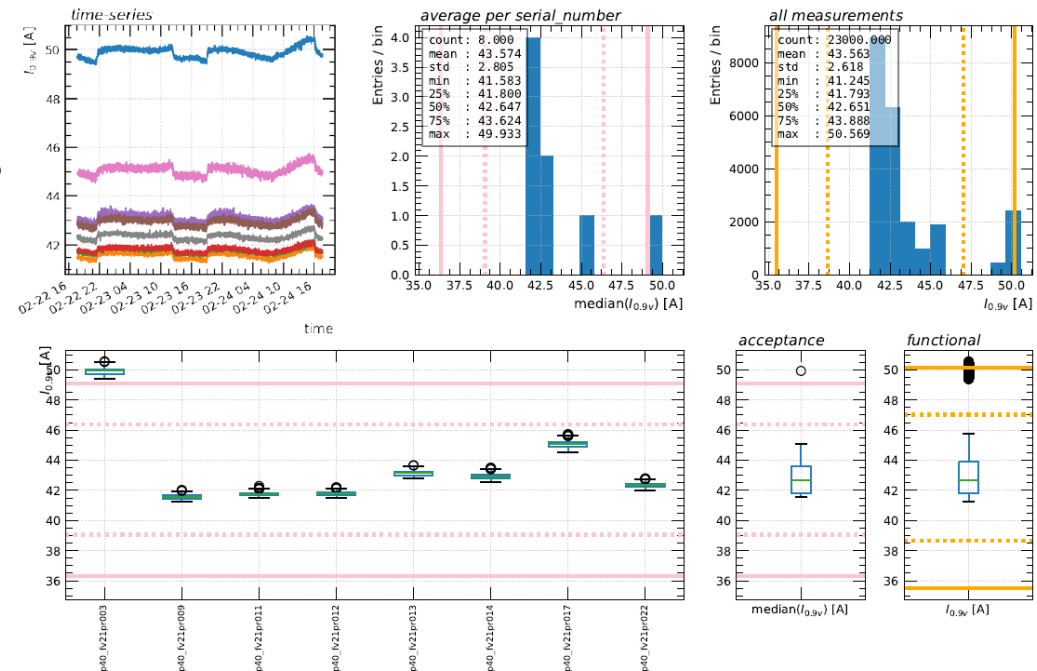 time-series
I0.9v [A]
50
48
46
44
42
02-22 16
02-22 22
02-23 04
02-23 10
02-23 16
02-23 22
02-24 04
02-24 10
02-24 16
time
average per serial_number
Entries / bin
4.0
3.5
3.0
2.5
2.0
1.5
1.0
0.5
0.0
count: 8.000
mean : 43.574
std : 2.805
min : 41.583
25% : 41.800
50% : 42.647
75% : 43.624
max : 49.933
35.0 37.5 40.0 42.5 45.0 47.5 50.0
median(I0.9v) [A]
all measurements
Entries / bin
8000
6000
4000
2000
0
count: 23000.000
mean : 43.563
std : 2.618
min : 41.245
25% : 41.793
50% : 42.651
75% : 43.888
max : 50.569
35.0 37.5 40.0 42.5 45.0 47.5 50.0
I0.9v [A]
I0.9v [A]
50
48
46
44
42
40
38
36
p40_fv21pr003
p40_fv21pr009
p40_fv21pr011
p40_fv21pr012
p40_fv21pr013
p40_fv21pr014
p40_fv21pr017
p40_fv21pr022
acceptance
50
48
46
44
42
40
38
36
median(I0.9v) [A]
functional
50
48
46
44
42
40
38
36
I0.9v [A]